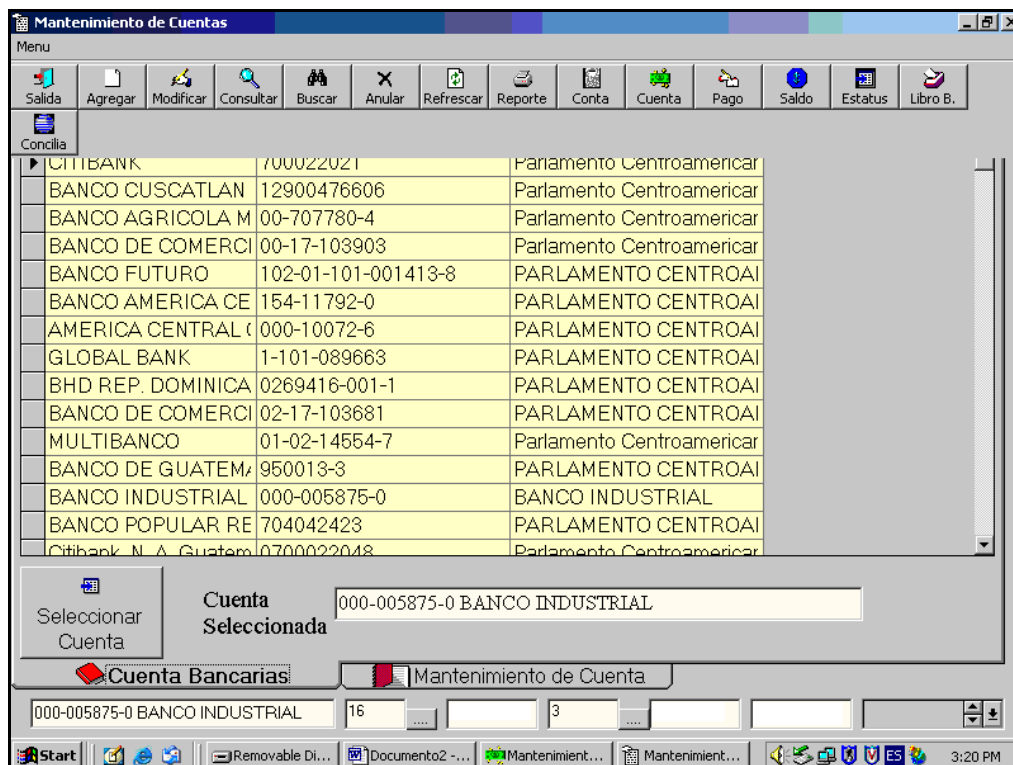 Mantenimiento de Cuentas
Menu
Salida Agregar Modificar Consultar Buscar Anular Refrescar Reporte Conta Cuenta Pago Saldo Estatus Libro B.
Concilia
CITIBANK 700022021 Parlamento Centroamericar
BANCO CUSCATLAN 12900476606 Parlamento Centroamericar
BANCO AGRICOLA M 00-707780-4 Parlamento Centroamericar
BANCO DE COMERCI 00-17-103903 Parlamento Centroamericar
BANCO FUTURO 102-01-101-001413-8 PARLAMENTO CENTROAI
BANCO AMERICA CE 154-11792-0 PARLAMENTO CENTROAI
AMERICA CENTRAL ( 000-10072-6 PARLAMENTO CENTROAI
GLOBAL BANK 1-101-089663 PARLAMENTO CENTROAI
BHD REP. DOMINICA 0269416-001-1 PARLAMENTO CENTROAI
BANCO DE COMERCI 02-17-103681 PARLAMENTO CENTROAI
MULTIBANCO 01-02-14554-7 Parlamento Centroamericar
BANCO DE GUATEM 950013-3 PARLAMENTO CENTROAI
BANCO INDUSTRIAL 000-005875-0 BANCO INDUSTRIAL
BANCO POPULAR RE 704042423 PARLAMENTO CENTROAI
Citibank N. A. Guatem 0700022048 Parlamento Centroamericar
Seleccionar
Cuenta
Cuenta
Seleccionada
000-005875-0 BANCO INDUSTRIAL
Cuenta Bancarias Mantenimiento de Cuenta
000-005875-0 BANCO INDUSTRIAL 16 .... 3 ....
Start Removable Di... Documento2 -... Mantenimient... Mantenimient... ES 3:20 PM